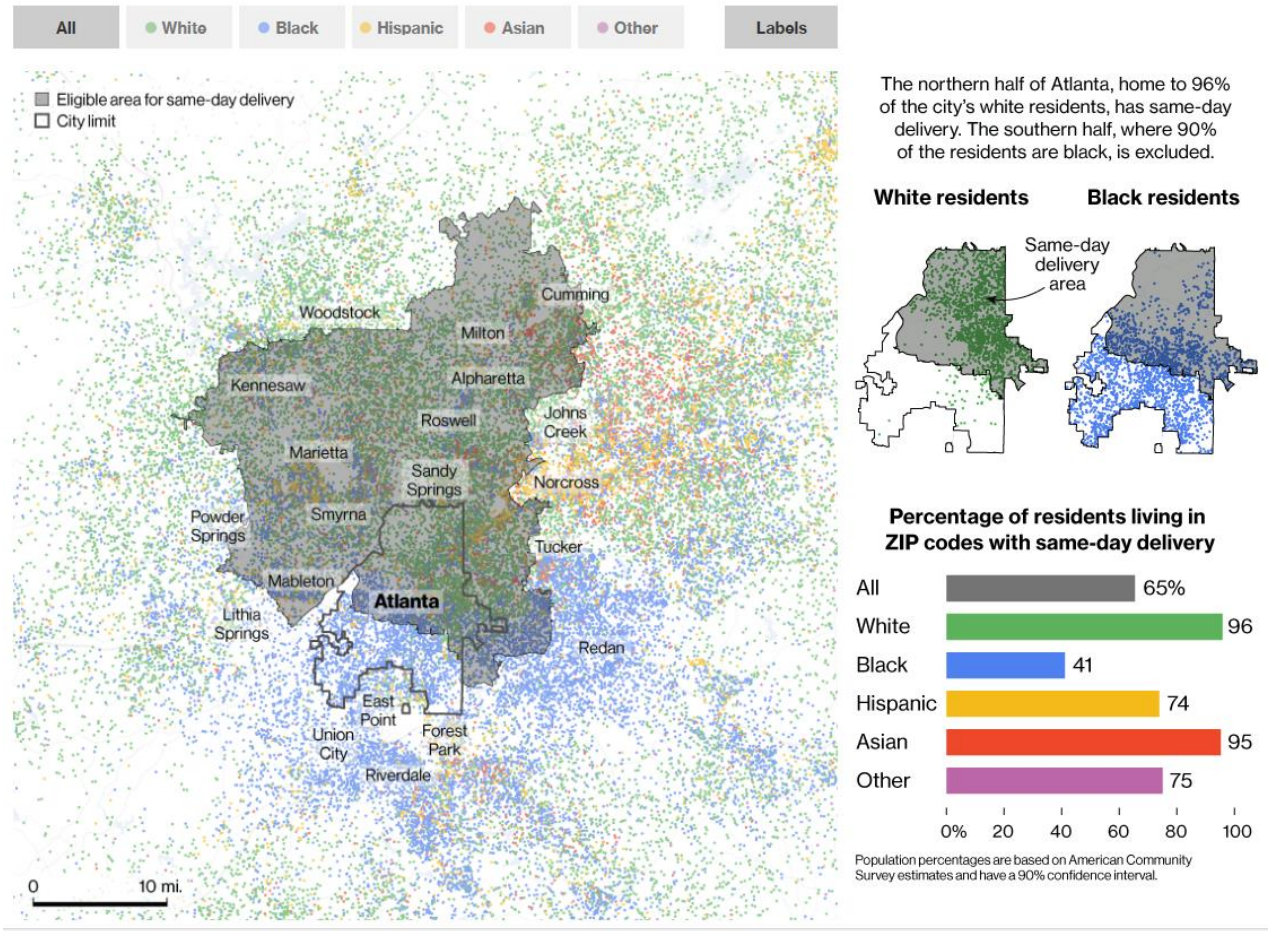 All
White
Black
Hispanic
Asian
Other
Labels
Eligible area for same-day delivery
City limit
Woodstock
Cumming
Milton
Kennesaw
Alpharetta
Roswell
Johns
Creek
Marietta
Sandy
Springs
Norcross
Powder
Springs
Smyrna
Tucker
Mableton
Atlanta
Lithia
Springs
Redan
East
Point
Union
City
Forest
Park
Riverdale
0
10 mi.
The northern half of Atlanta, home to 96%
of the city's white residents, has same-day
delivery. The southern half, where 90%
of the residents are black, is excluded.
White residents
Black residents
Same-day
delivery
area
Percentage of residents living in
ZIP codes with same-day delivery
All 65%
White 96
Black 41
Hispanic 74
Asian 95
Other 75
0% 20 40 60 80 100
Population percentages are based on American Community
Survey estimates and have a 90% confidence interval.